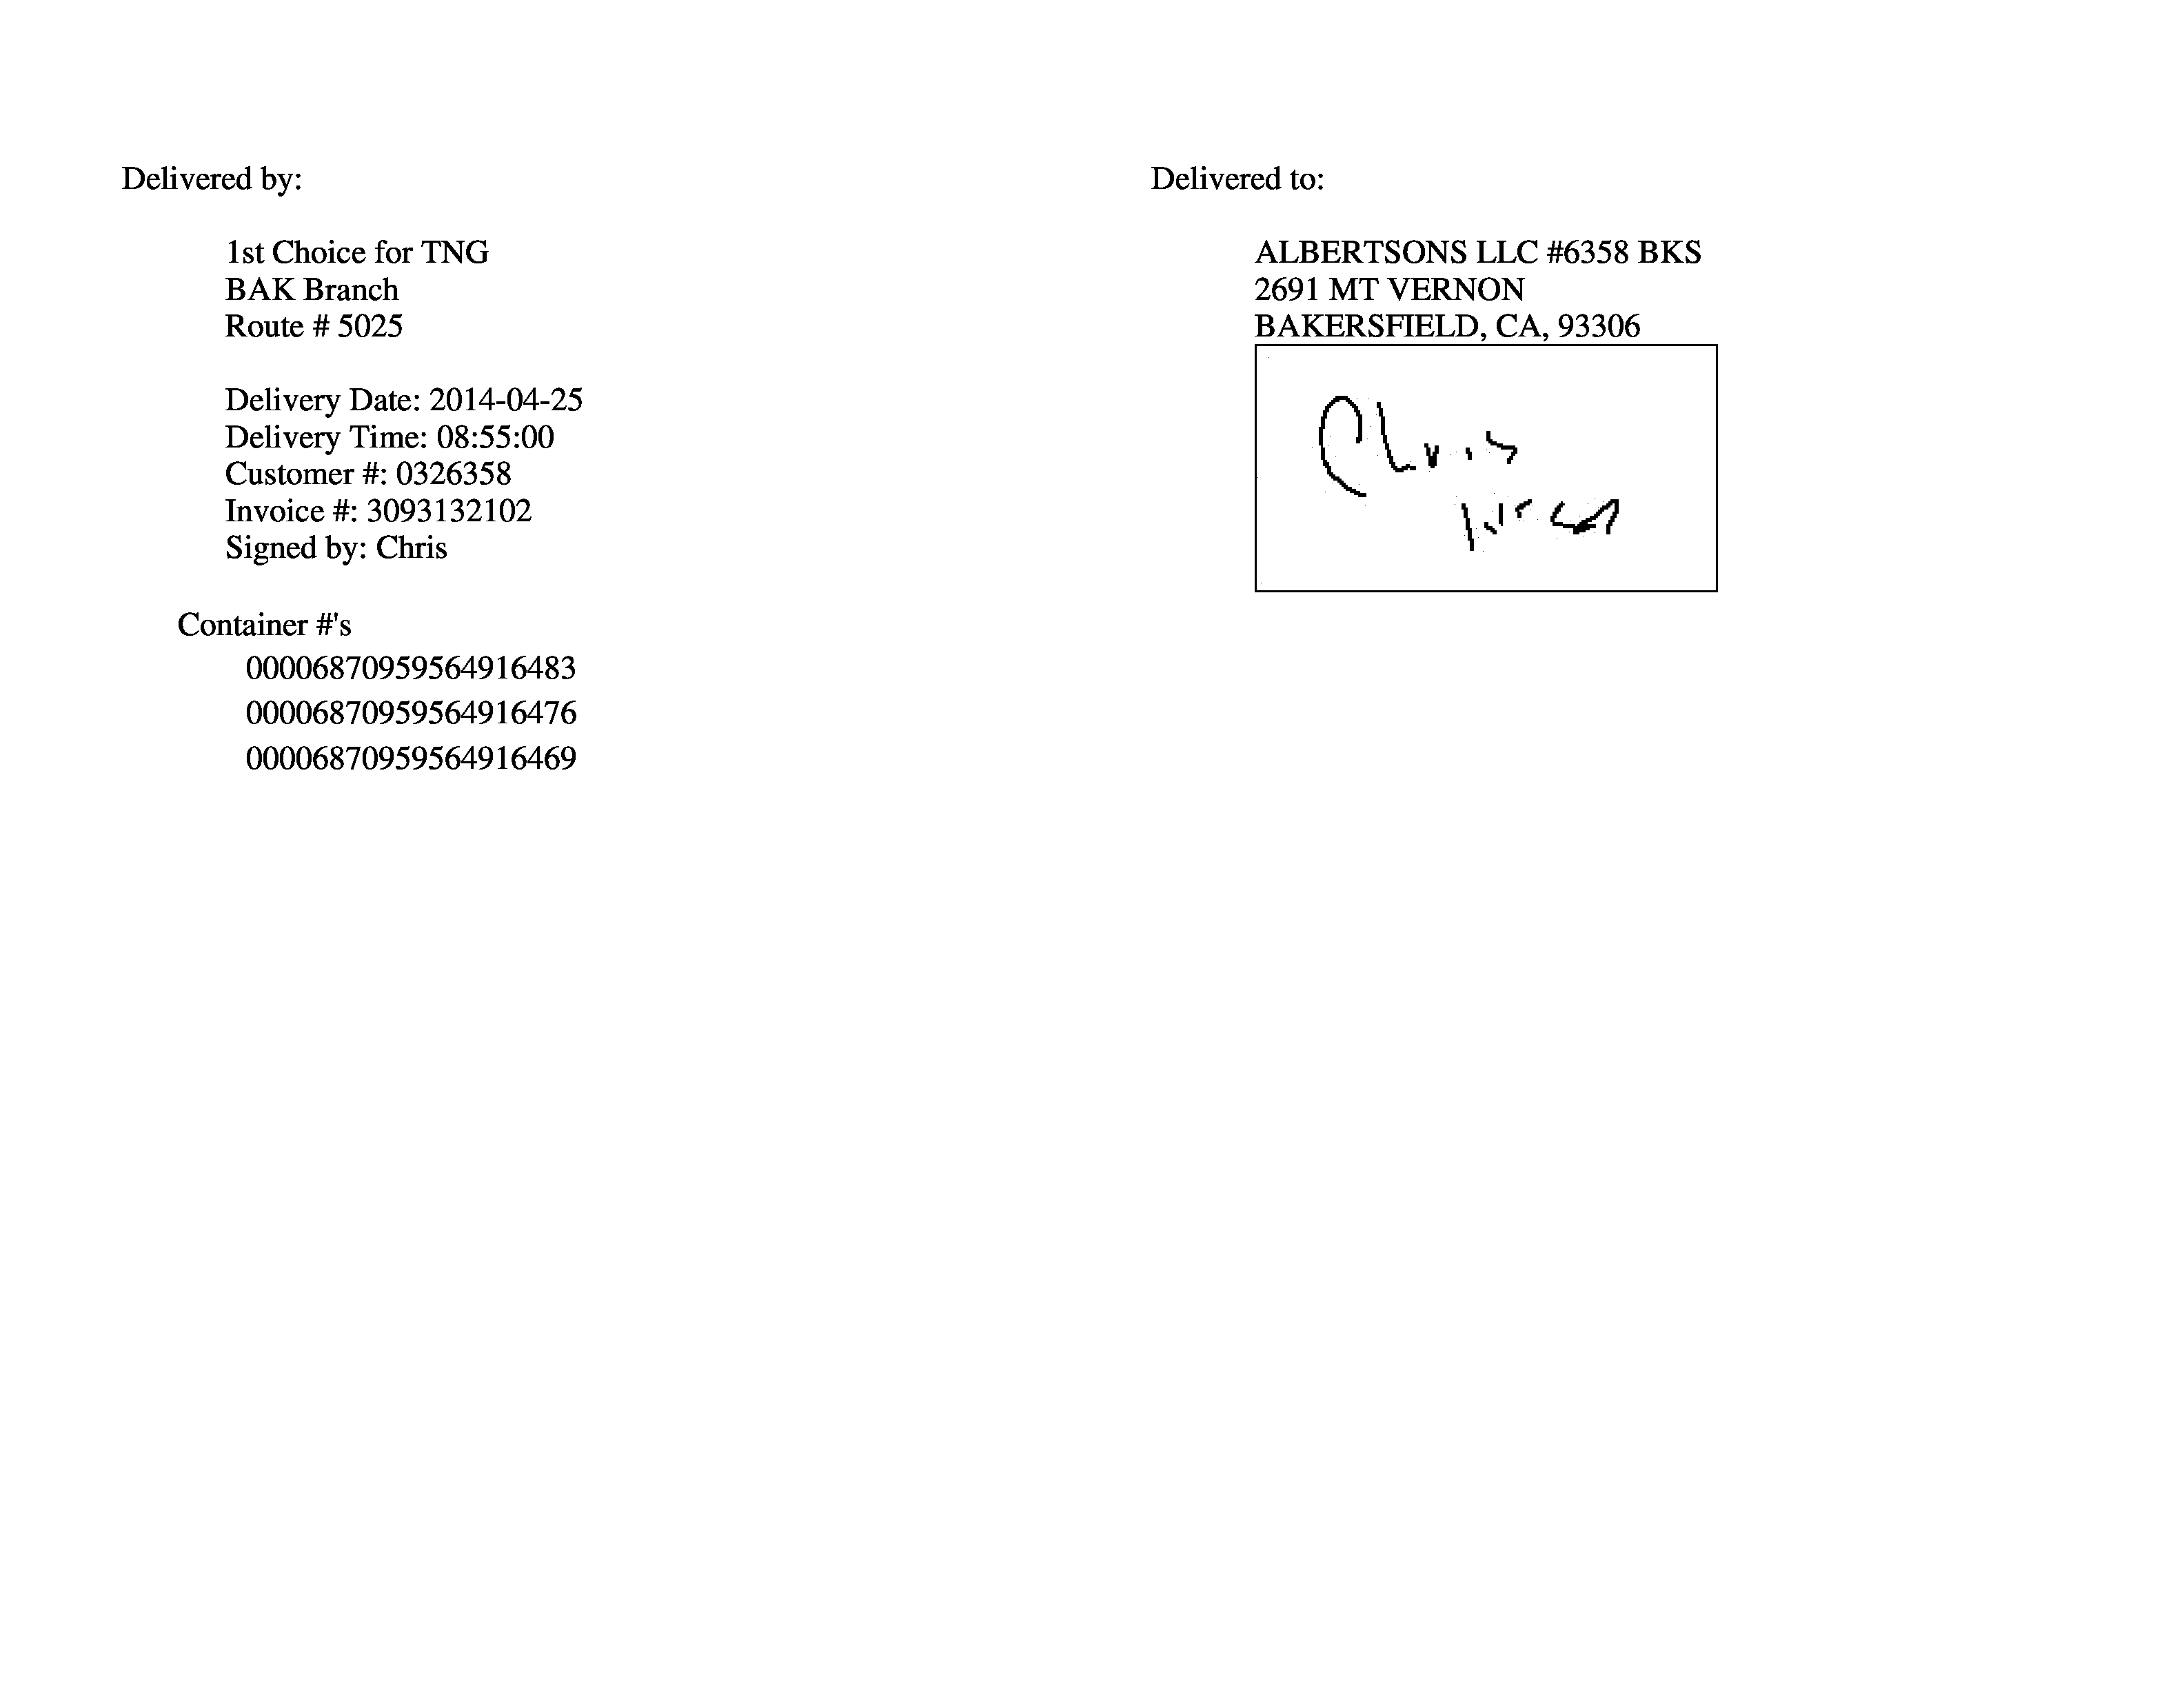 Delivered by:
1st Choice for TNG
BAK Branch
Route # 5025
Delivery Date: 2014-04-25
Delivery Time: 08:55:00
Customer #: 0326358
Invoice #: 3093132102
Signed by: Chris
Container #'s
00006870959564916483
00006870959564916476
00006870959564916469
Delivered to:
ALBERTSONS LLC #6358 BKS
2691 MT VERNON
BAKERSFIELD, CA, 93306
Chris